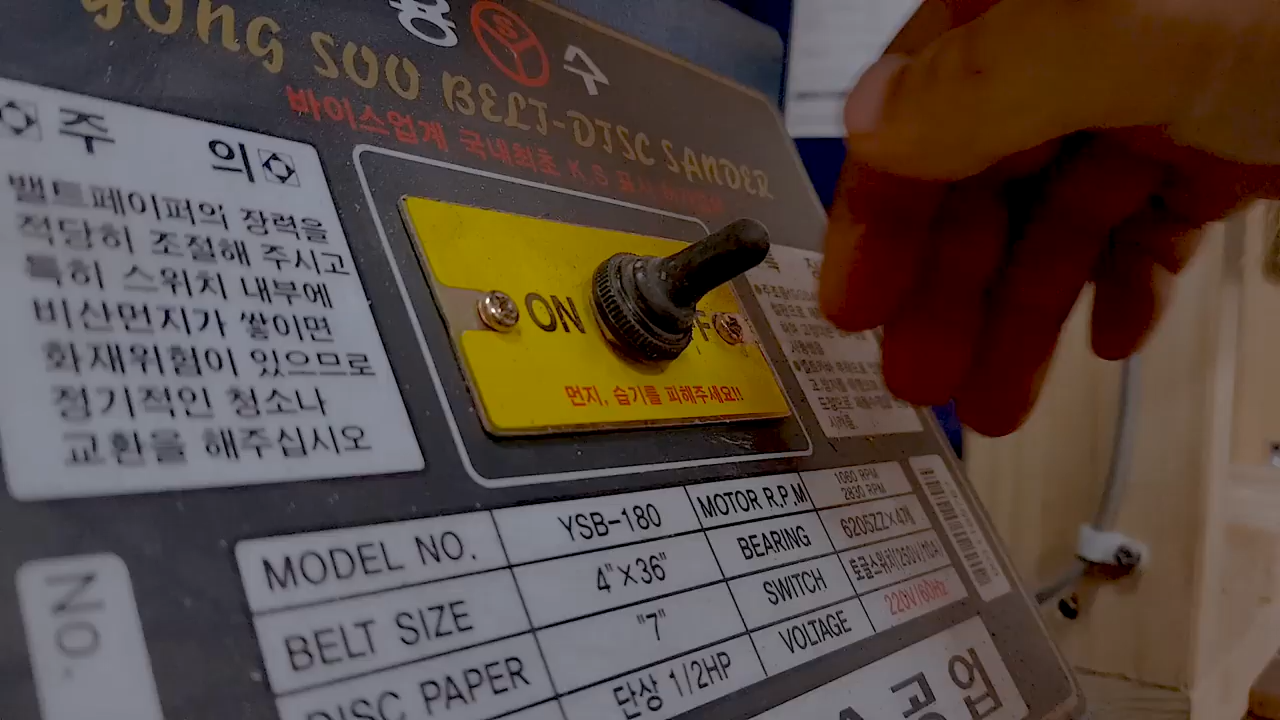 용 SY 수
YONG SOO BELT-DISC SANDER
바이스업계 국내최초 K.S 표시
주 의
밸트페이퍼의 장력을
적당히 조절해 주시고
특히 스위치 내부에
비산먼지가 쌓이면
화재위험이 있으므로
정기적인 청소나
교환을 해주십시오
ON
먼지, 습기를 피해주세요!!
MODEL NO. YSB-180 MOTOR R.P.M 1060 RPM 2830 RPM
BELT SIZE 4"×36" BEARING 6205ZZ×4개
DISC PAPER "7" SWITCH 토글스위치(250V/10A)
단상 1/2HP VOLTAGE 220V/60Hz
NO.
공업